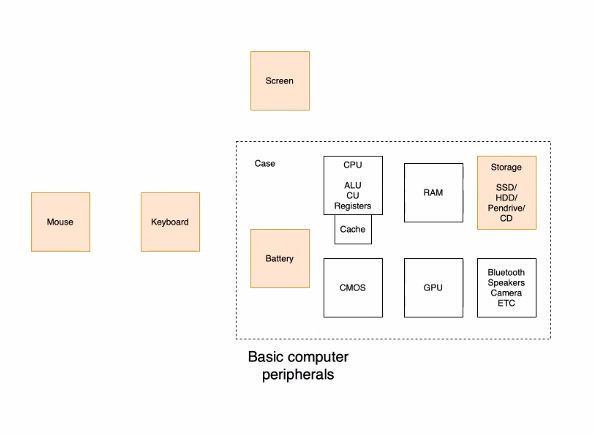 Screen
Case
CPU
ALU
CU
Registers
Cache
RAM
Storage
SSD/
HDD/
Pendrive/
CD
Mouse
Keyboard
Battery
CMOS
GPU
Bluetooth
Speakers
Camera
ETC
Basic computer
peripherals